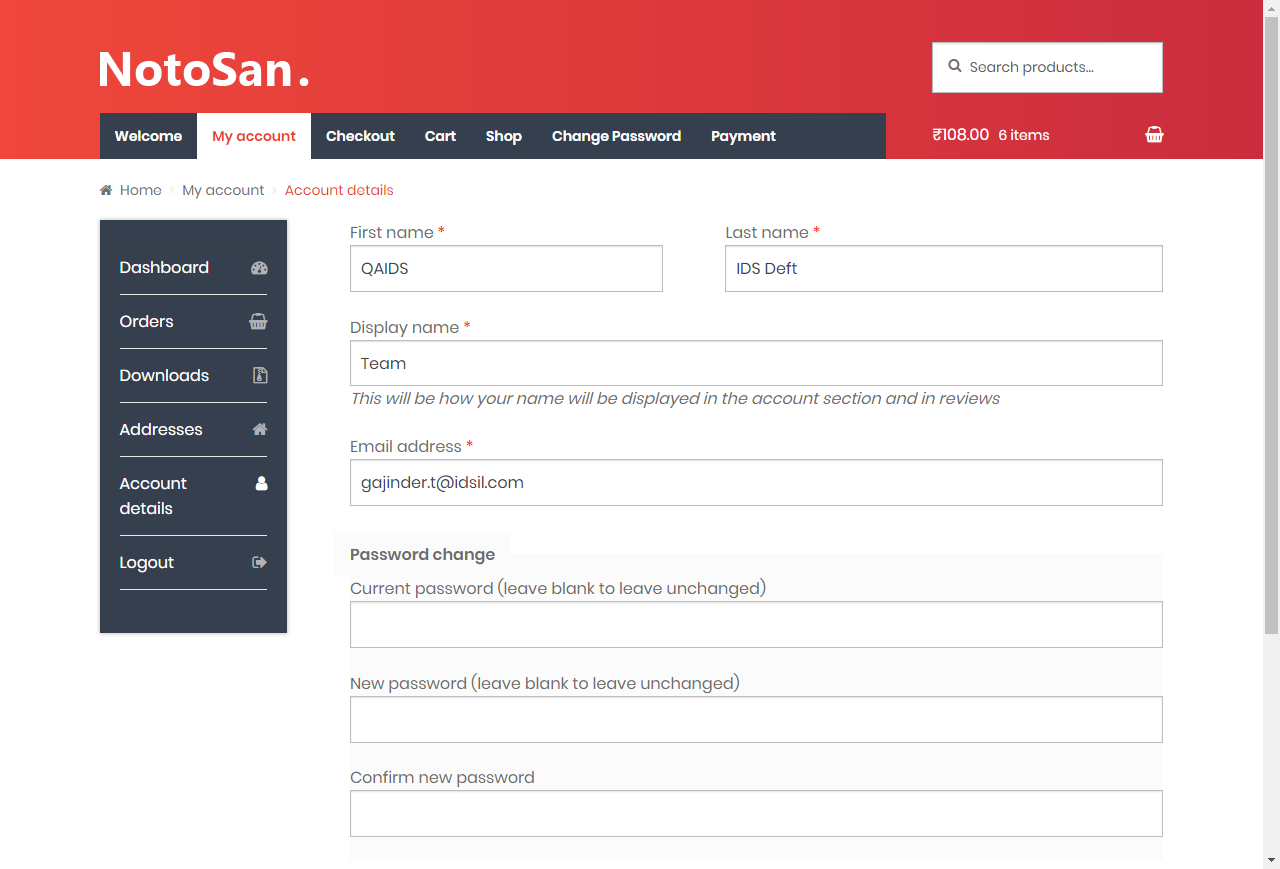 NotoSan.
Search products...
Welcome My account Checkout Cart Shop Change Password Payment
₹108.00 6 items
Home My account Account details
Dashboard
Orders
Downloads
Addresses
Account
details
Logout
First name *
QAIDS
Last name *
IDS Deft
Display name *
Team
This will be how your name will be displayed in the account section and in reviews
Email address *
gajinder.t@idsil.com
Password change
Current password (leave blank to leave unchanged)
New password (leave blank to leave unchanged)
Confirm new password